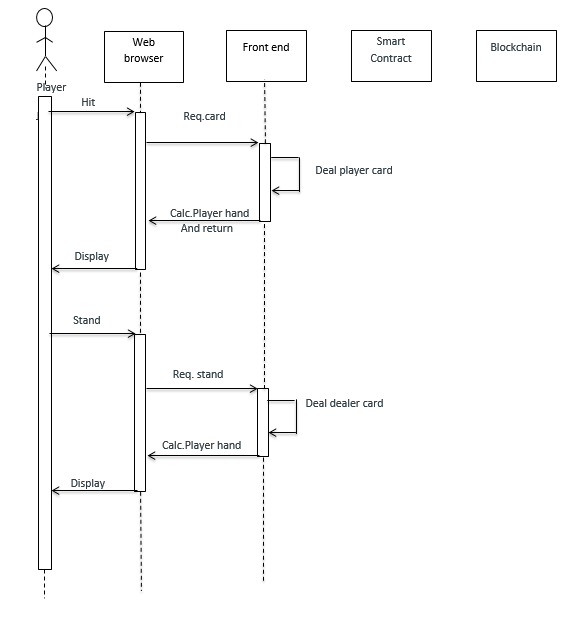 Web
browser
Front end
Smart
Contract
Blockchain
Player
Hit
Req.card
Deal player card
Calc.Player hand
And return
Display
Stand
Req. stand
Deal dealer card
Calc.Player hand
Display